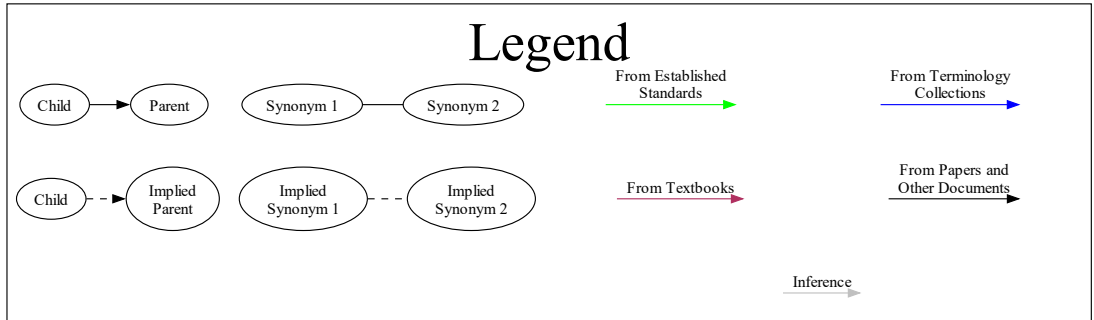 Legend
Child
Parent
Synonym 1
Synonym 2
From Established
Standards
From Terminology
Collections
Child
Implied
Parent
Implied
Synonym 1
Implied
Synonym 2
From Textbooks
From Papers and
Other Documents
Inference